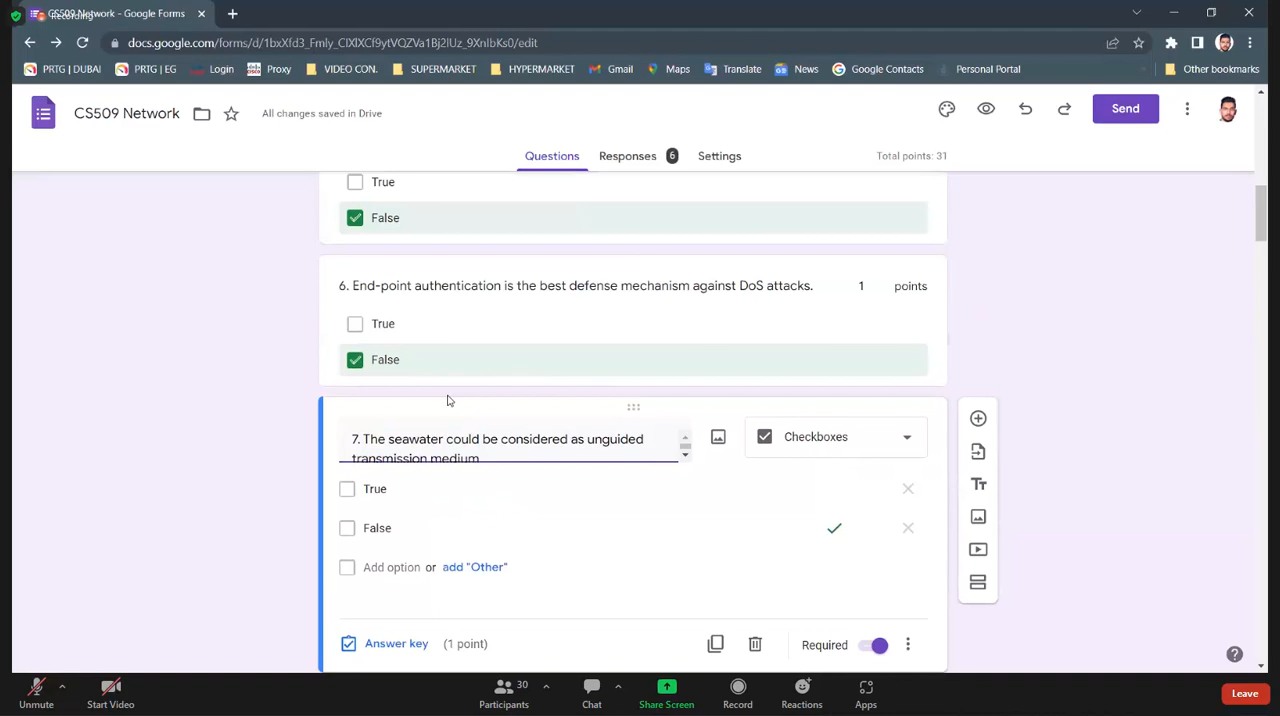 CS509 Network - Google Forms
docs.google.com/forms/d/1bxXfd3_Fmly_CIXlXCf9ytVQZVa1Bj2lUz_9XnIbKs0/edit
PRTG | DUBAI PRTG | EG Login Proxy VIDEO CON. SUPERMARKET HYPERMARKET Gmail Maps Translate News Google Contacts Personal Portal Other bookmarks
CS509 Network All changes saved in Drive Send
Questions Responses 6 Settings Total points: 31
True
False
6. End-point authentication is the best defense mechanism against DoS attacks. 1 points
True
False
7. The seawater could be considered as unguided
transmission medium
Checkboxes
True
False
Add option or add "Other"
Answer key (1 point) Required
Unmute Start Video 30 Participants Chat Share Screen Record Reactions Apps Leave